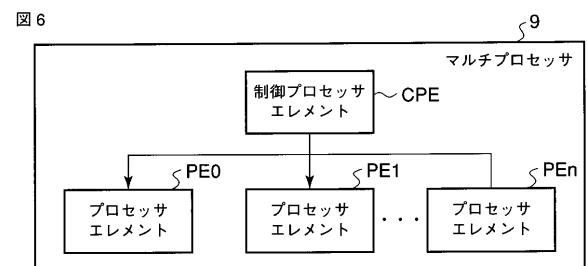 図6
9
マルチプロセッサ
制御プロセッサ
エレメント
CPE
PE0
PE1
PEn
プロセッサ
エレメント
プロセッサ
エレメント
・・・
プロセッサ
エレメント